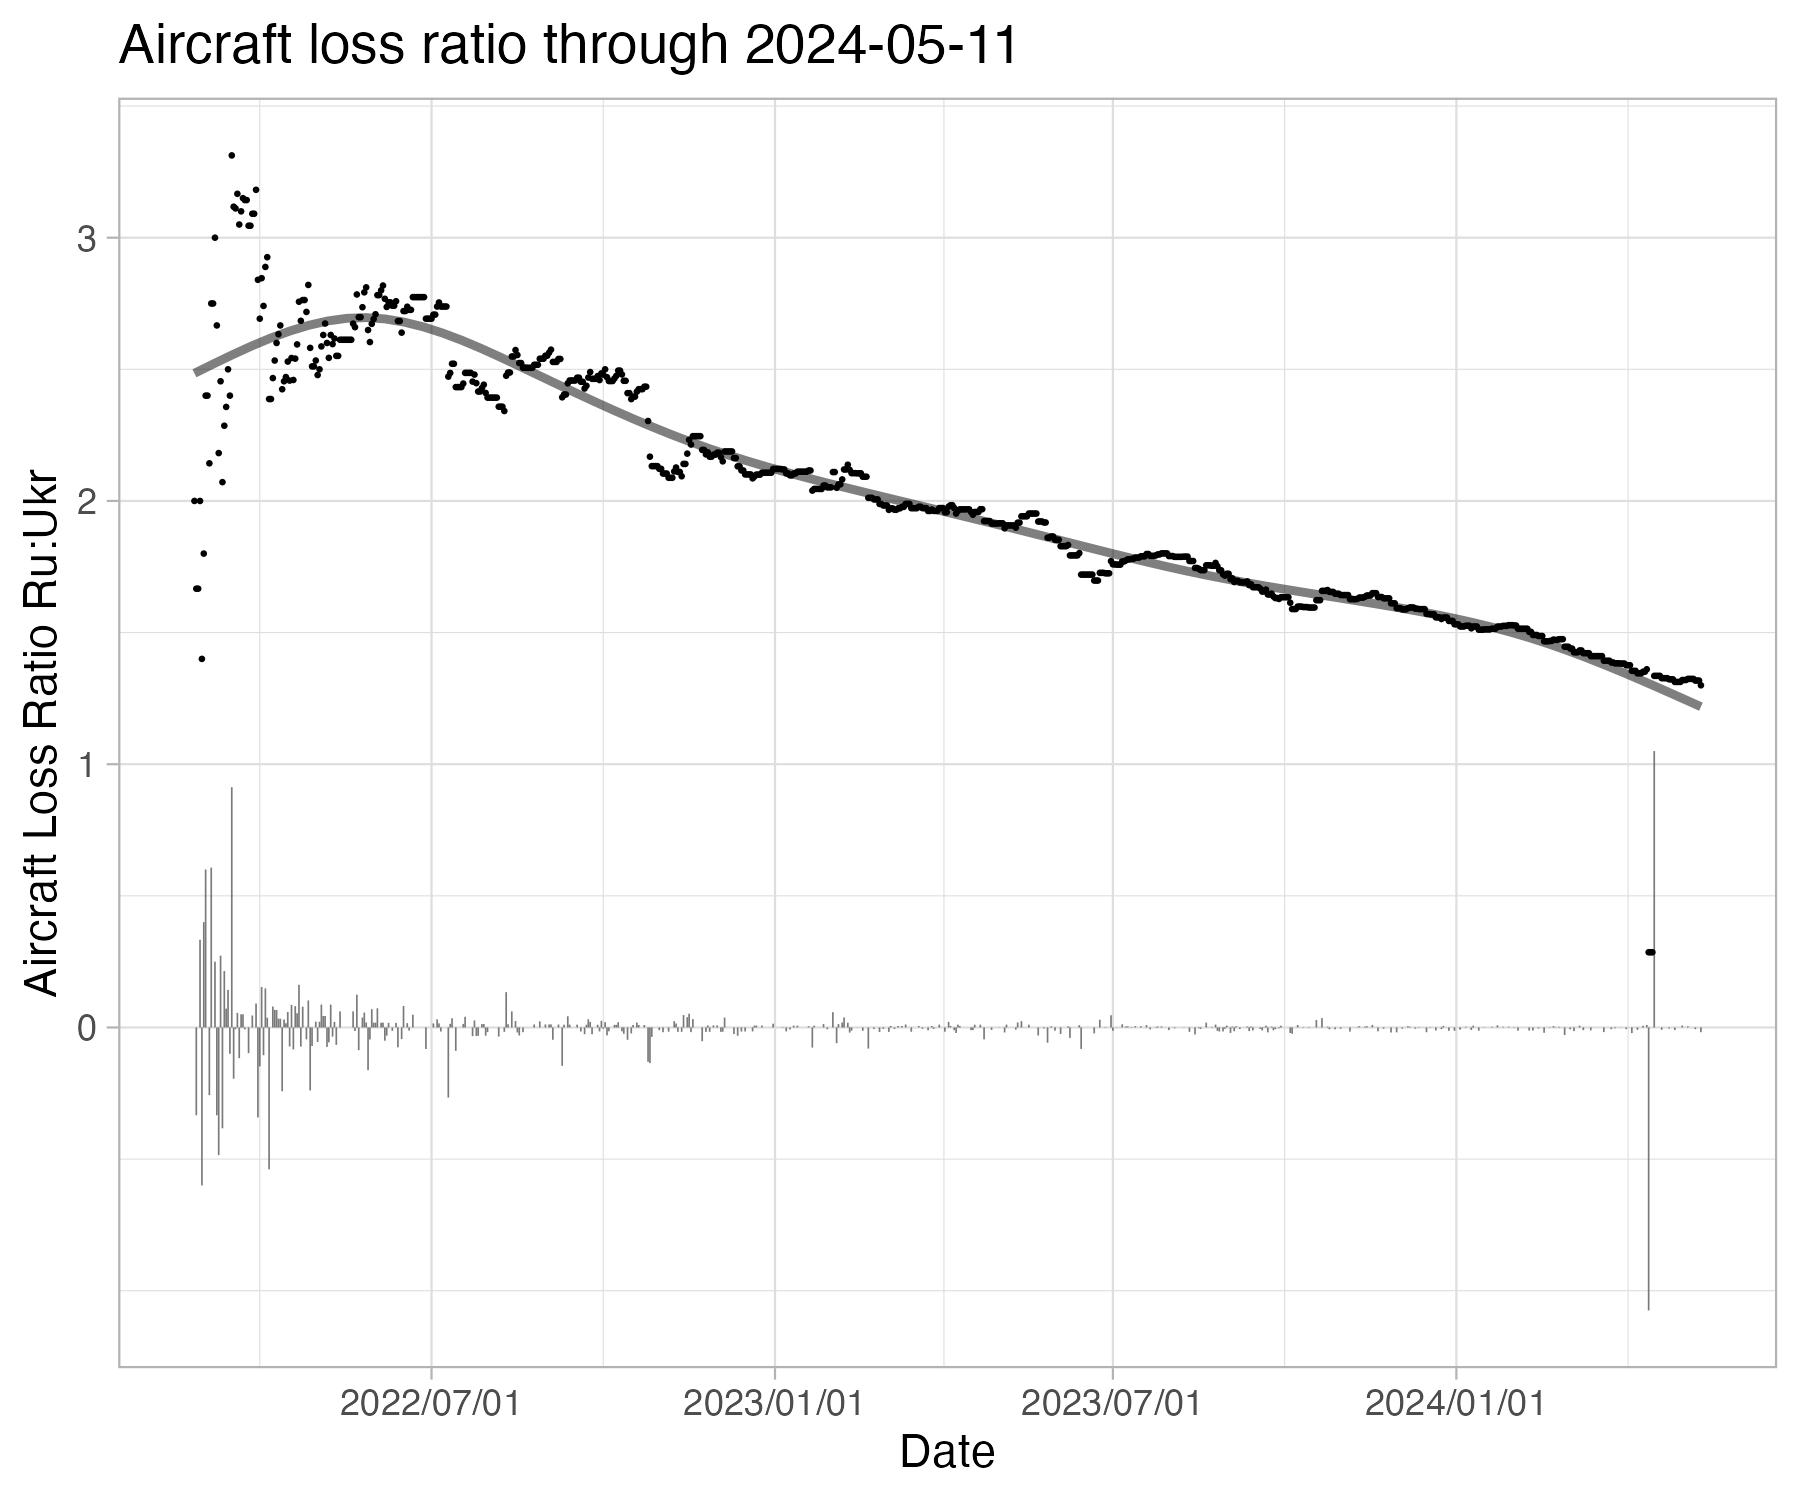 Aircraft loss ratio through 2024-05-11
Aircraft Loss Ratio Ru:Ukr
3
2
1
0
2022/07/01
2023/01/01
2023/07/01
2024/01/01
Date